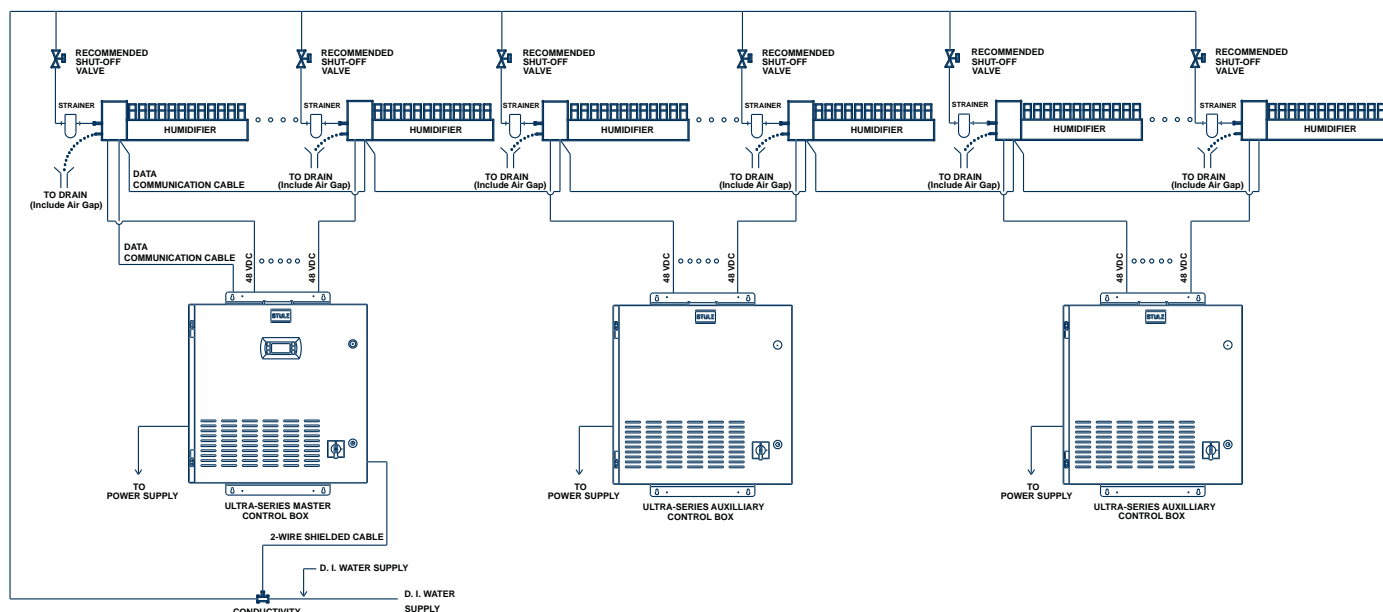 RECOMMENDED
SHUT-OFF
VALVE
RECOMMENDED
SHUT-OFF
VALVE
RECOMMENDED
SHUT-OFF
VALVE
RECOMMENDED
SHUT-OFF
VALVE
RECOMMENDED
SHUT-OFF
VALVE
RECOMMENDED
SHUT-OFF
VALVE
STRAINER
STRAINER
STRAINER
STRAINER
STRAINER
STRAINER
HUMIDIFIER
HUMIDIFIER
HUMIDIFIER
HUMIDIFIER
HUMIDIFIER
HUMIDIFIER
TO DRAIN
(Include Air Gap)
DATA
COMMUNICATION CABLE
TO DRAIN
(Include Air Gap)
TO DRAIN
(Include Air Gap)
TO DRAIN
(Include Air Gap)
TO DRAIN
(Include Air Gap)
TO DRAIN
(Include Air Gap)
DATA
COMMUNICATION CABLE
48 VDC
48 VDC
48 VDC
48 VDC
48 VDC
48 VDC
STULZ
STULZ
STULZ
TO
POWER SUPPLY
TO
POWER SUPPLY
TO
POWER SUPPLY
ULTRA-SERIES MASTER
CONTROL BOX
ULTRA-SERIES AUXILLIARY
CONTROL BOX
ULTRA-SERIES AUXILLIARY
CONTROL BOX
2-WIRE SHIELDED CABLE
D. I. WATER SUPPLY
D. I. WATER
SUPPLY
CONDUCTIVITY